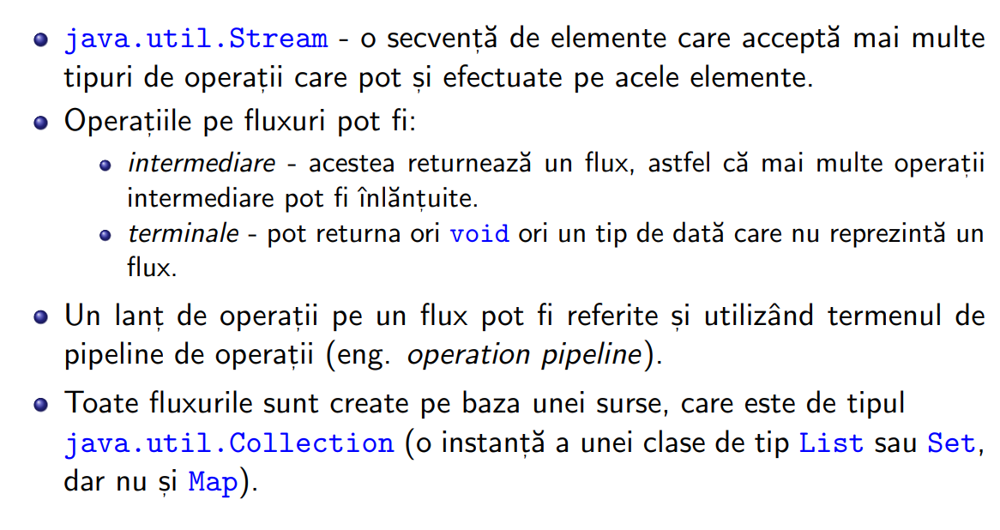 java.util.Stream - o secvență de elemente care acceptă mai multe
tipuri de operații care pot și efectuate pe acele elemente.
Operațiile pe fluxuri pot fi:
intermediare - acestea returnează un flux, astfel că mai multe operații
intermediare pot fi înlănțuite.
terminale - pot returna ori void ori un tip de dată care nu reprezintă un
flux.
Un lanț de operații pe un flux pot fi referite și utilizând termenul de
pipeline de operații (eng. operation pipeline).
Toate fluxurile sunt create pe baza unei surse, care este de tipul
java.util.Collection (o instanță a unei clase de tip List sau Set,
dar nu și Map).